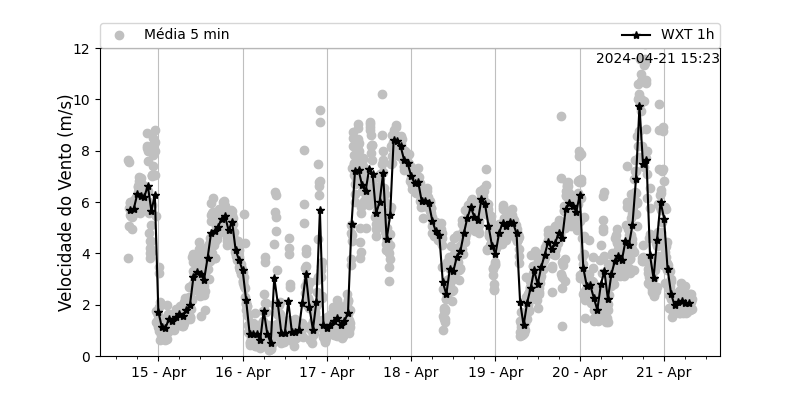 Média 5 min
WXT 1h
2024-04-21 15:23
Velocidade do Vento (m/s)
12
10
8
6
4
2
0
15 - Apr
16 - Apr
17 - Apr
18 - Apr
19 - Apr
20 - Apr
21 - Apr